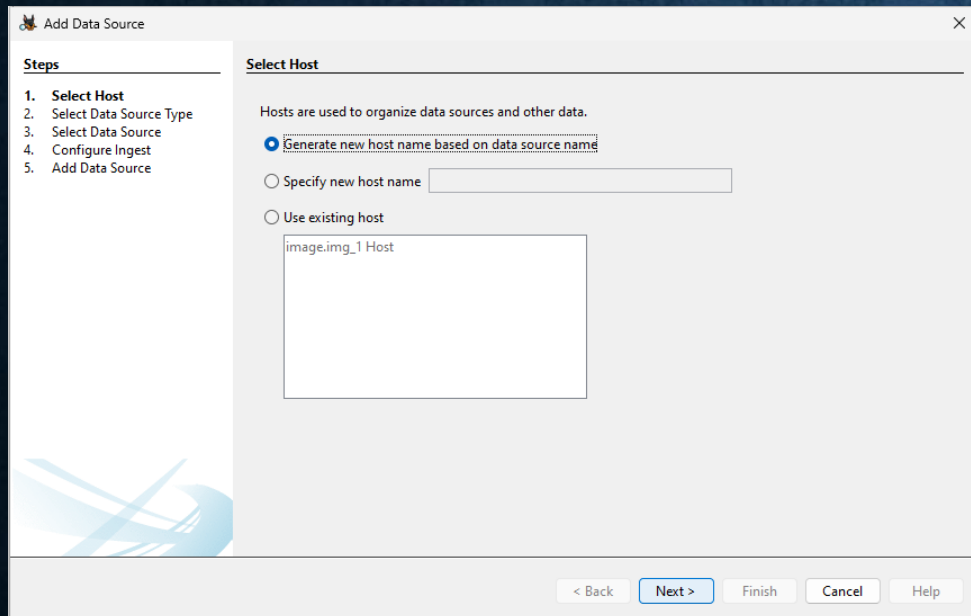 Add Data Source
Steps
1. Select Host
2. Select Data Source Type
3. Select Data Source
4. Configure Ingest
5. Add Data Source
Select Host
Hosts are used to organize data sources and other data.
Generate new host name based on data source name
Specify new host name
Use existing host
image.img_1 Host
< Back Next > Finish Cancel Help